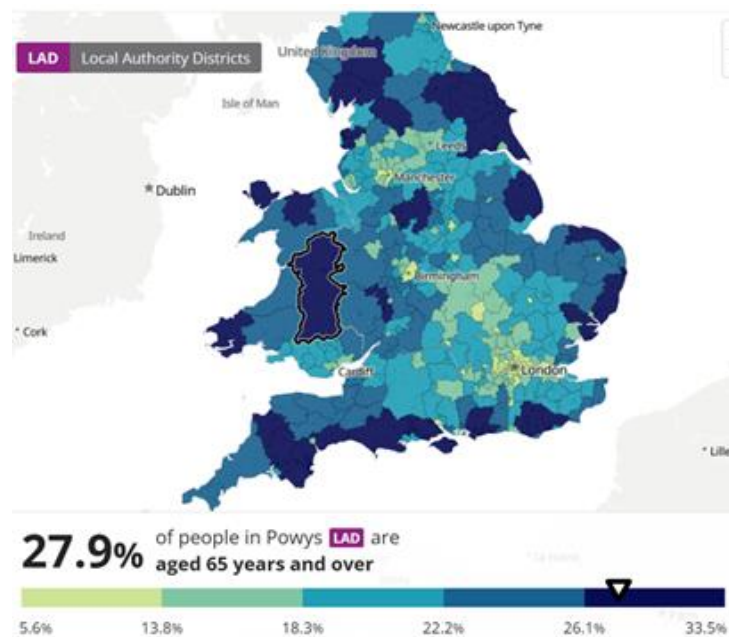 Newcastle upon Tyne
United Kingdom
LAD Local Authority Districts
Isle of Man
Leeds
Manchester
Dublin
Ireland
Limerick
Birmingham
Cork
Cardiff
London
Lille
27.9% of people in Powys LAD are
aged 65 years and over
5.6% 13.8% 18.3% 22.2% 26.1% 33.5%